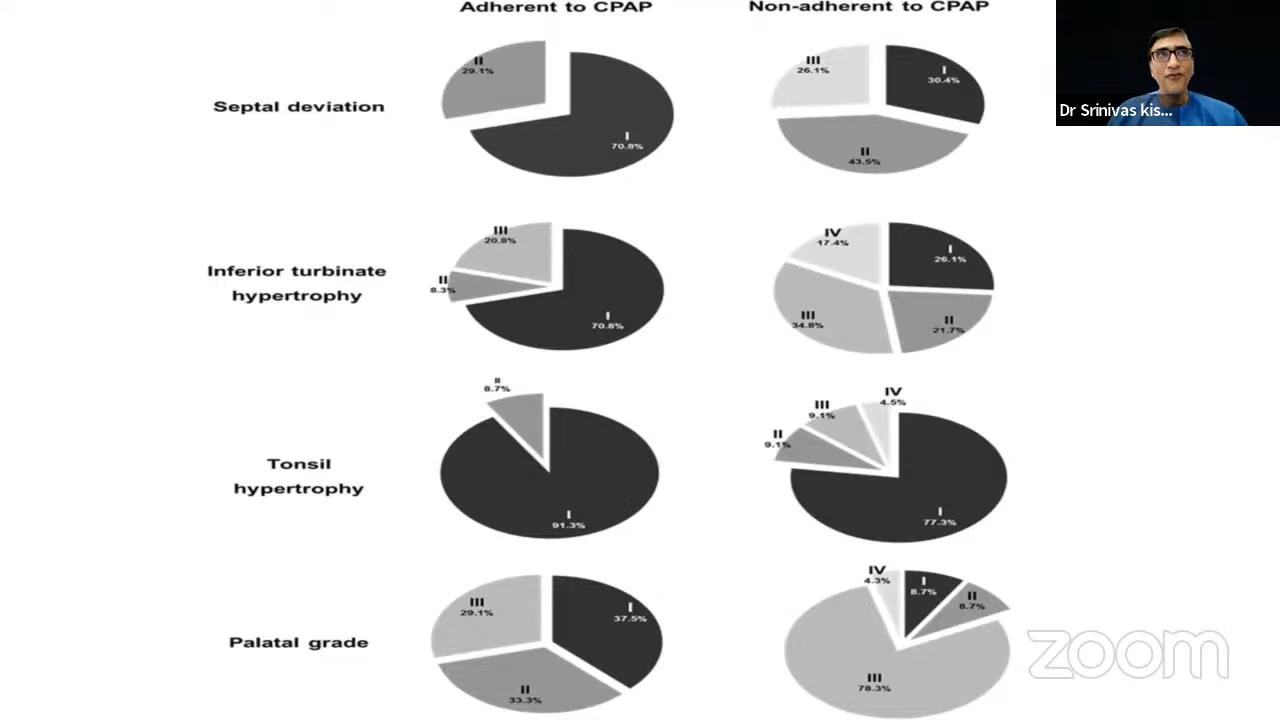 Adherent to CPAP
Non-adherent to CPAP
Dr Srinivas kis...
Septal deviation
II
29.1%
I
70.8%
III
26.1%
I
30.4%
II
43.5%
Inferior turbinate
hypertrophy
III
20.8%
II
8.3%
I
70.8%
IV
17.4%
I
26.1%
III
34.8%
II
21.7%
Tonsil
hypertrophy
II
8.7%
I
91.3%
IV
4.5%
III
9.1%
II
9.1%
I
77.3%
Palatal grade
III
29.1%
I
37.5%
II
33.3%
IV
4.3%
I
8.7%
II
8.7%
III
78.3%
zoom